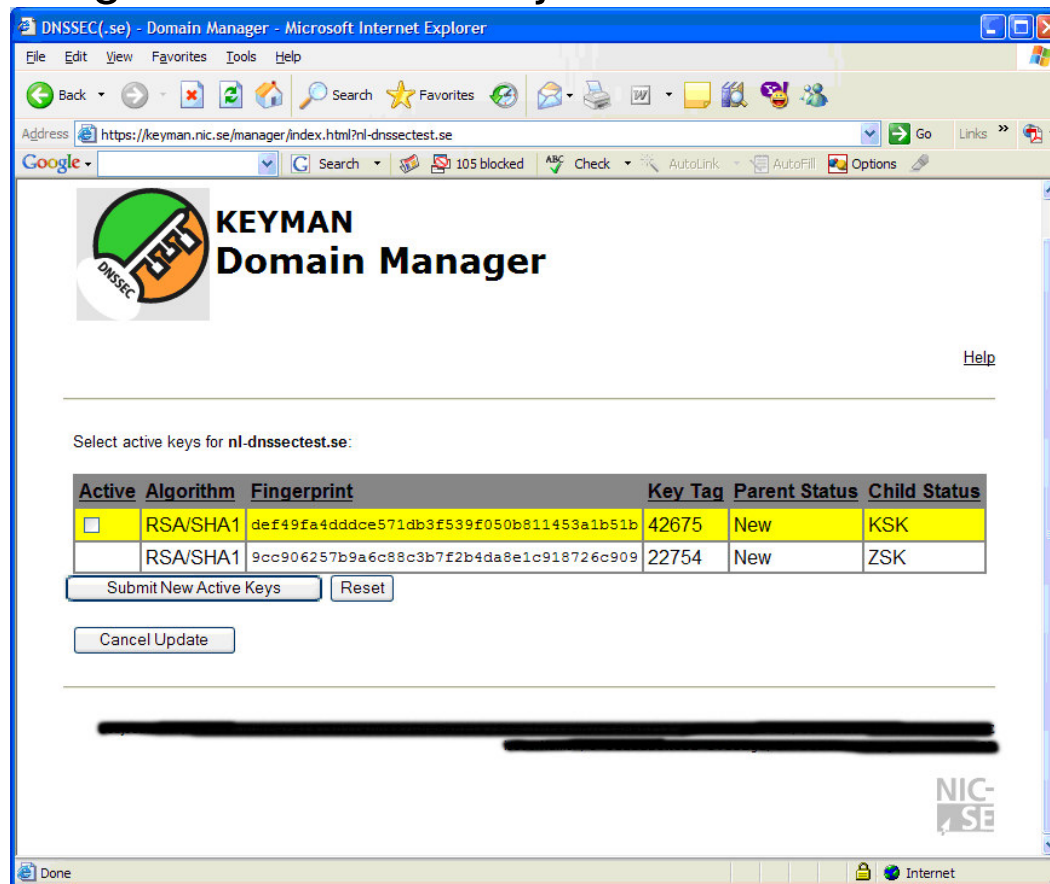 DNSSEC(.se) - Domain Manager - Microsoft Internet Explorer
File Edit View Favorites Tools Help
Back Search Favorites
Address https://keyman.nic.se/manager/index.html?nl-dnssectest.se Go Links »
Google Search 105 blocked Check AutoLink AutoFill Options
DNSSEC
KEYMAN
Domain Manager
Help
Select active keys for nl-dnssectest.se:
Active Algorithm Fingerprint Key Tag Parent Status Child Status
RSA/SHA1 def49fa4dddce571db3f539f050b811453a1b51b 42675 New KSK
RSA/SHA1 9cc906257b9a6c88c3b7f2b4da8e1c918726c909 22754 New ZSK
Submit New Active Keys Reset
Cancel Update
NIC-
SE
Done Internet